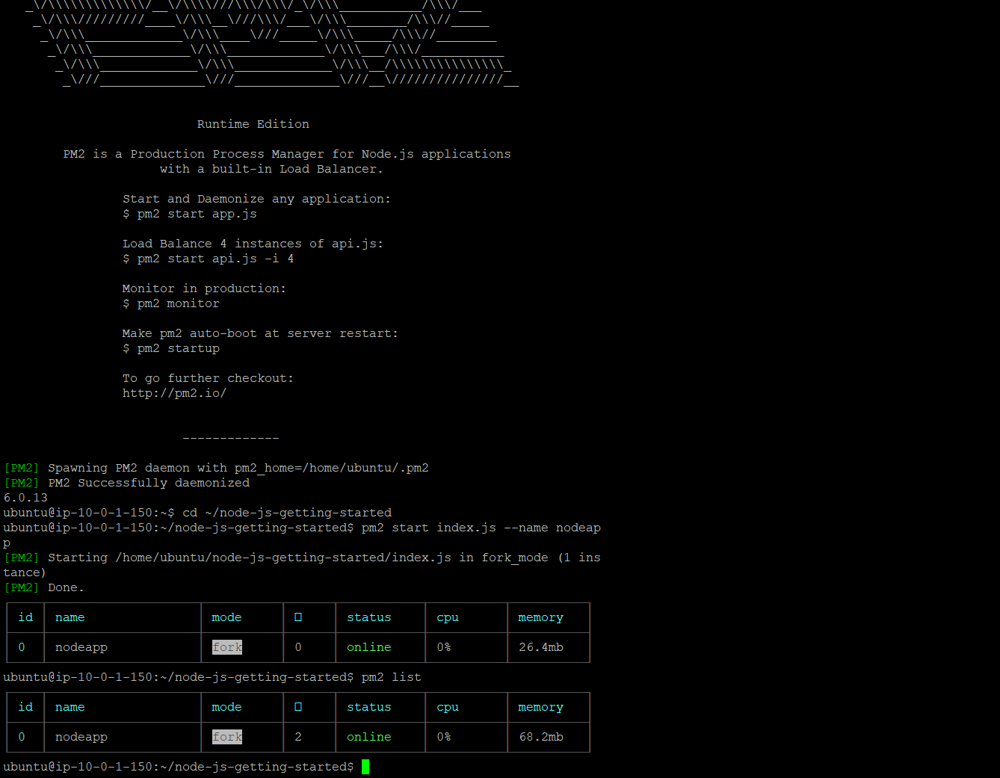 _\/\\\\\\\\\\\\\/__\/\\\\///\\\/\\\\/_\/\\\___________/\\\/___
_\/\\\/////////____\/\\\__\///\\\/___\/\\\________/\\\//_____
_\/\\\_____________\/\\\____\///_____\/\\\_____/\\\//________
_\/\\\_____________\/\\\_____________\/\\\___/\\\/___________
_\/\\\_____________\/\\\_____________\/\\\__/\\\\\\\\\\\\\\\_
_\///______________\///______________\///__\///////////////__
Runtime Edition
PM2 is a Production Process Manager for Node.js applications
with a built-in Load Balancer.
Start and Daemonize any application:
$ pm2 start app.js
Load Balance 4 instances of api.js:
$ pm2 start api.js -i 4
Monitor in production:
$ pm2 monitor
Make pm2 auto-boot at server restart:
$ pm2 startup
To go further checkout:
http://pm2.io/
-------------
[PM2] Spawning PM2 daemon with pm2_home=/home/ubuntu/.pm2
[PM2] PM2 Successfully daemonized
6.0.13
ubuntu@ip-10-0-1-150:~$ cd ~/node-js-getting-started
ubuntu@ip-10-0-1-150:~/node-js-getting-started$ pm2 start index.js --name nodeap
p
[PM2] Starting /home/ubuntu/node-js-getting-started/index.js in fork_mode (1 ins
tance)
[PM2] Done.
id name mode □ status cpu memory
0 nodeapp fork 0 online 0% 26.4mb
ubuntu@ip-10-0-1-150:~/node-js-getting-started$ pm2 list
id name mode □ status cpu memory
0 nodeapp fork 2 online 0% 68.2mb
ubuntu@ip-10-0-1-150:~/node-js-getting-started$